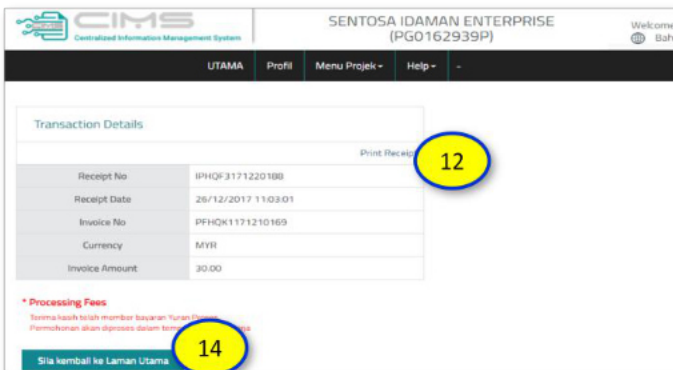 CIMS
Centralized Information Management System
SENTOSA IDAMAN ENTERPRISE
(PG0162939P)
Welcome
Bah
UTAMA Profil Menu Projek Help -
Transaction Details
Print Receipt
12
Receipt No IPHQF3171220188
Receipt Date 26/12/2017 11:03:01
Invoice No PFHQK1171210169
Currency MYR
Invoice Amount 30.00
* Processing Fees
Terima kasih telah member bayaran Yuran Proses
Permohonan akan diproses dalam
14
Sila kembali ke Laman Utama